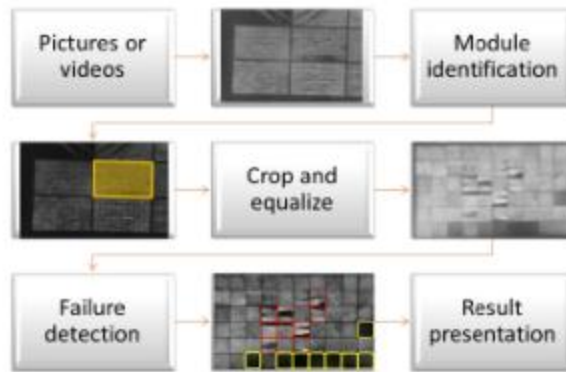 Pictures or
videos
Module
identification
Crop and
equalize
Failure
detection
Result
presentation